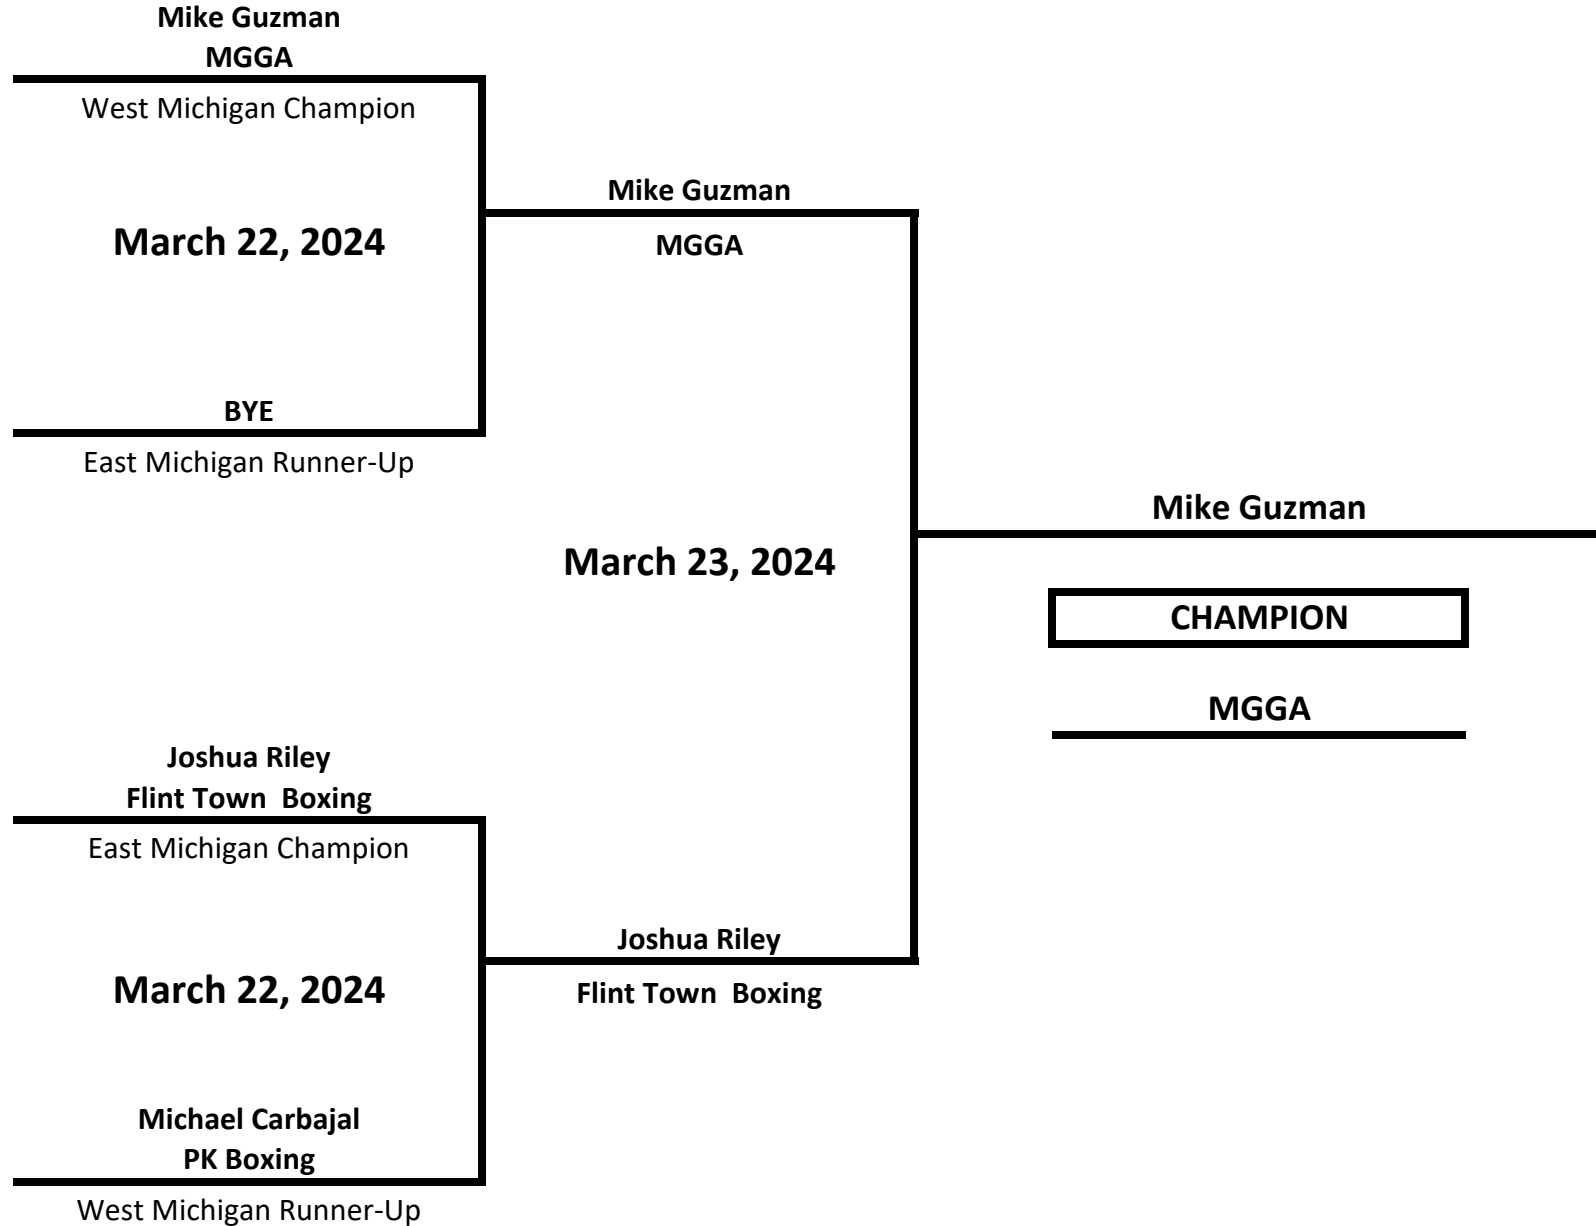 Mike Guzman
MGGA
West Michigan Champion
March 22, 2024
BYE
East Michigan Runner-Up
Joshua Riley
Flint Town  Boxing
East Michigan Champion
March 22, 2024
Michael Carbajal
PK Boxing
West Michigan Runner-Up
Mike Guzman
MGGA
March 23, 2024
Joshua Riley
Flint Town  Boxing
Mike Guzman
CHAMPION
MGGA